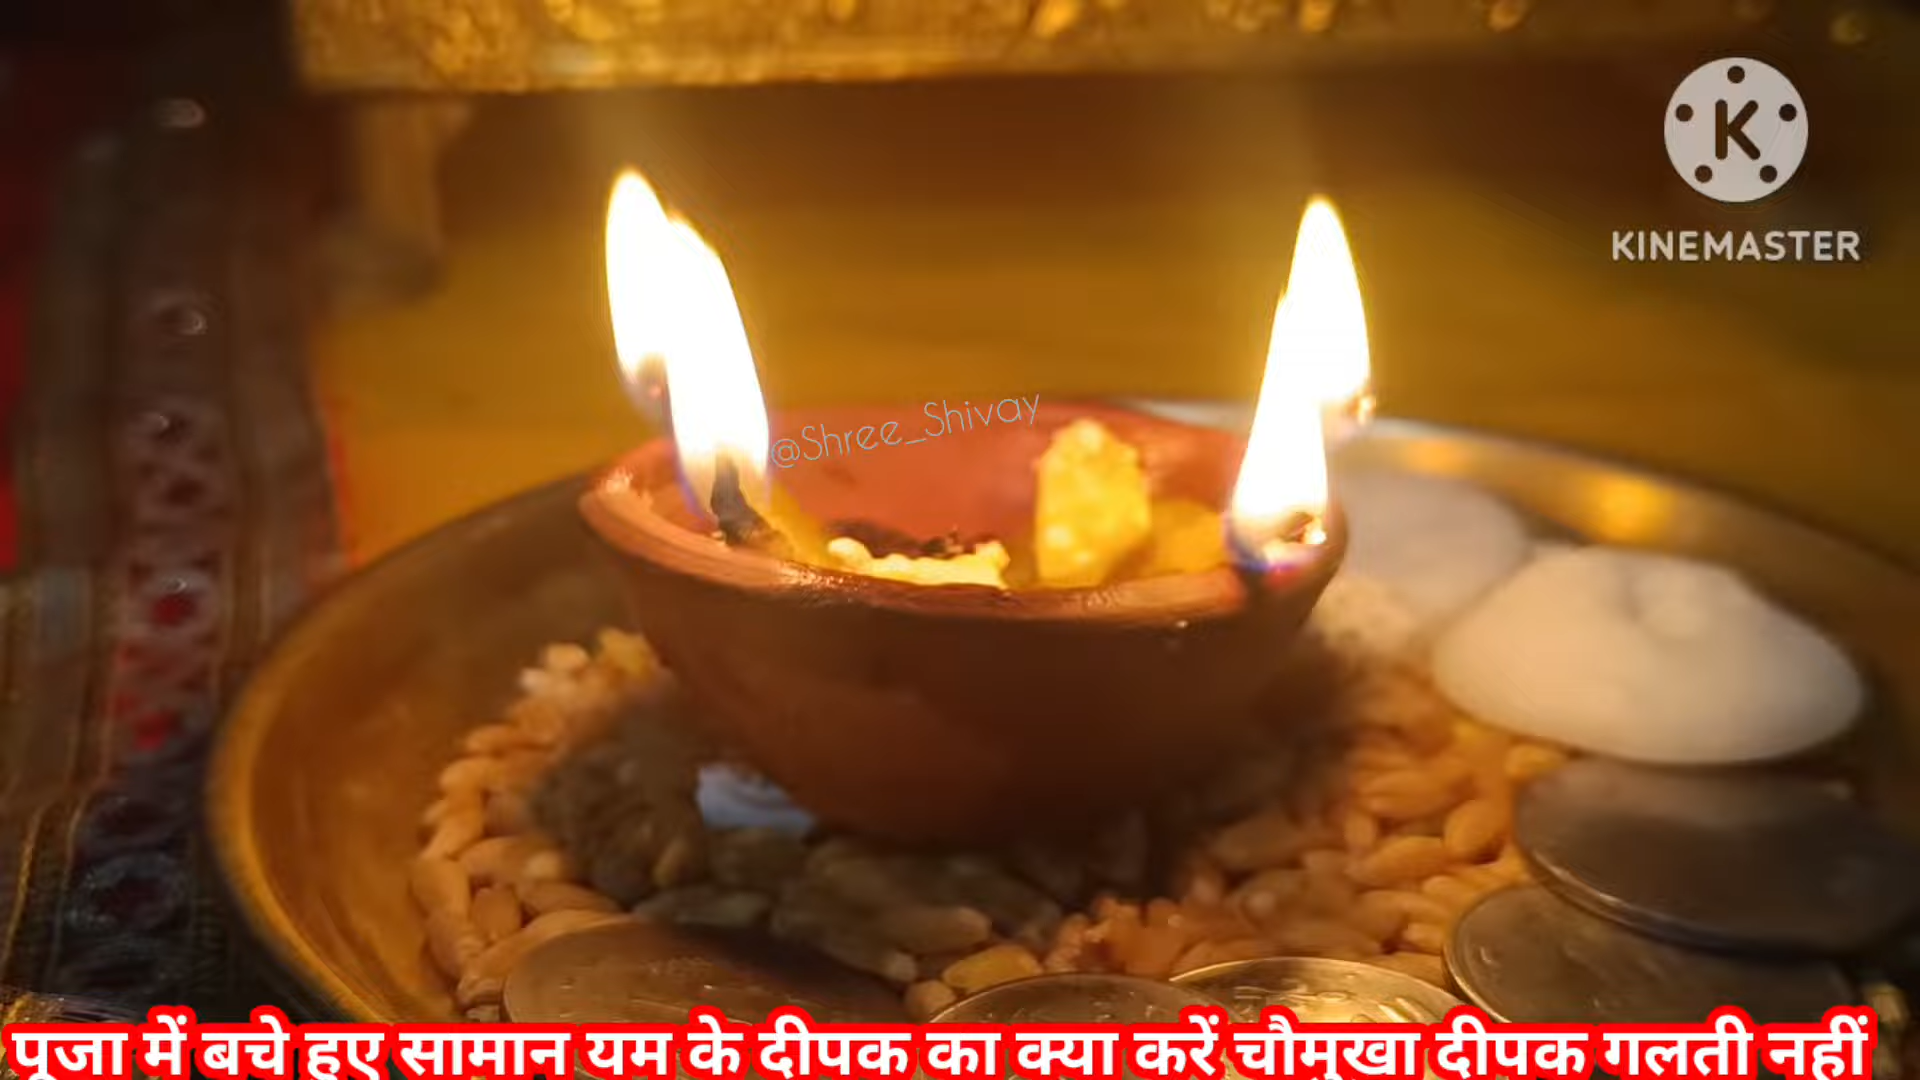 KINEMASTER
@Shree_Shivay
पूजा में बचे हुए सामान यम के दीपक का क्या करें चौमुखा दीपक गलती नहीं